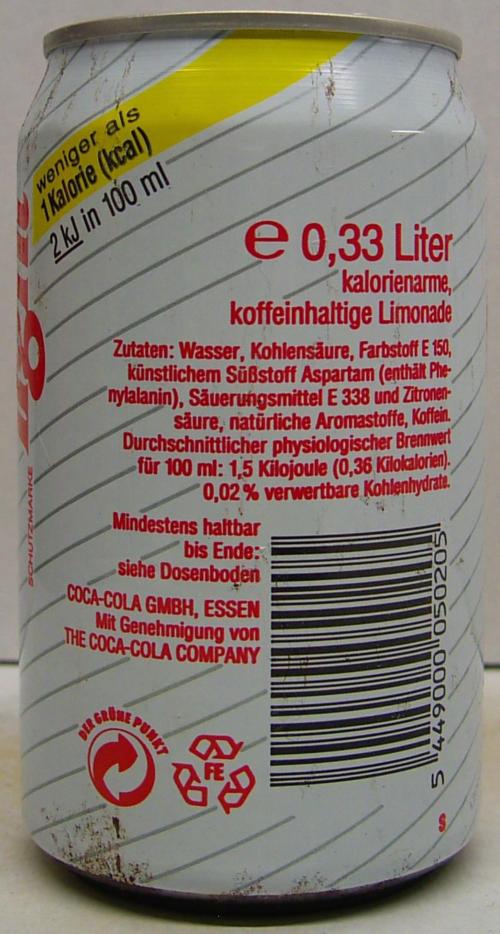 weniger als
1 Kalorie (kcal)
2 kJ in 100 ml
light
SCHUTZMARKE
e 0,33 Liter
kalorienarme,
koffeinhaltige Limonade
Zutaten: Wasser, Kohlensäure, Farbstoff E 150,
künstlichem Süßstoff Aspartam (enthält Phe-
nylalanin), Säuerungsmittel E 338 und Zitronen-
säure, natürliche Aromastoffe, Koffein.
Durchschnittlicher physiologischer Brennwert
für 100 ml: 1,5 Kilojoule (0,36 Kilokalorien).
0,02 % verwertbare Kohlenhydrate.
Mindestens haltbar
bis Ende:
siehe Dosenboden
COCA-COLA GMBH, ESSEN
Mit Genehmigung von
THE COCA-COLA COMPANY
DER GRÜNE PUNKT
FE
5 449000 050205
S